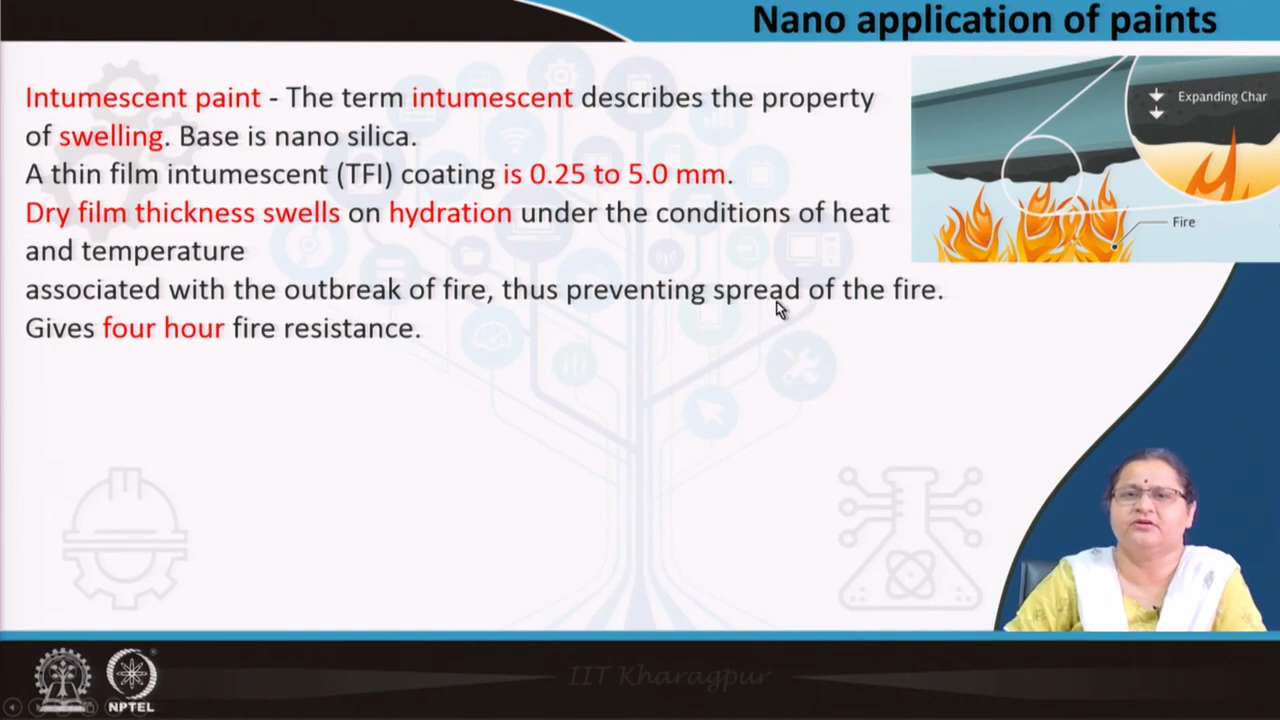 Nano application of paints
Intumescent paint - The term intumescent describes the property
of swelling. Base is nano silica.
A thin film intumescent (TFI) coating is 0.25 to 5.0 mm.
Dry film thickness swells on hydration under the conditions of heat
and temperature
associated with the outbreak of fire, thus preventing spread of the fire.
Gives four hour fire resistance.
Expanding Char
Fire
IIT Kharagpur
NPTEL